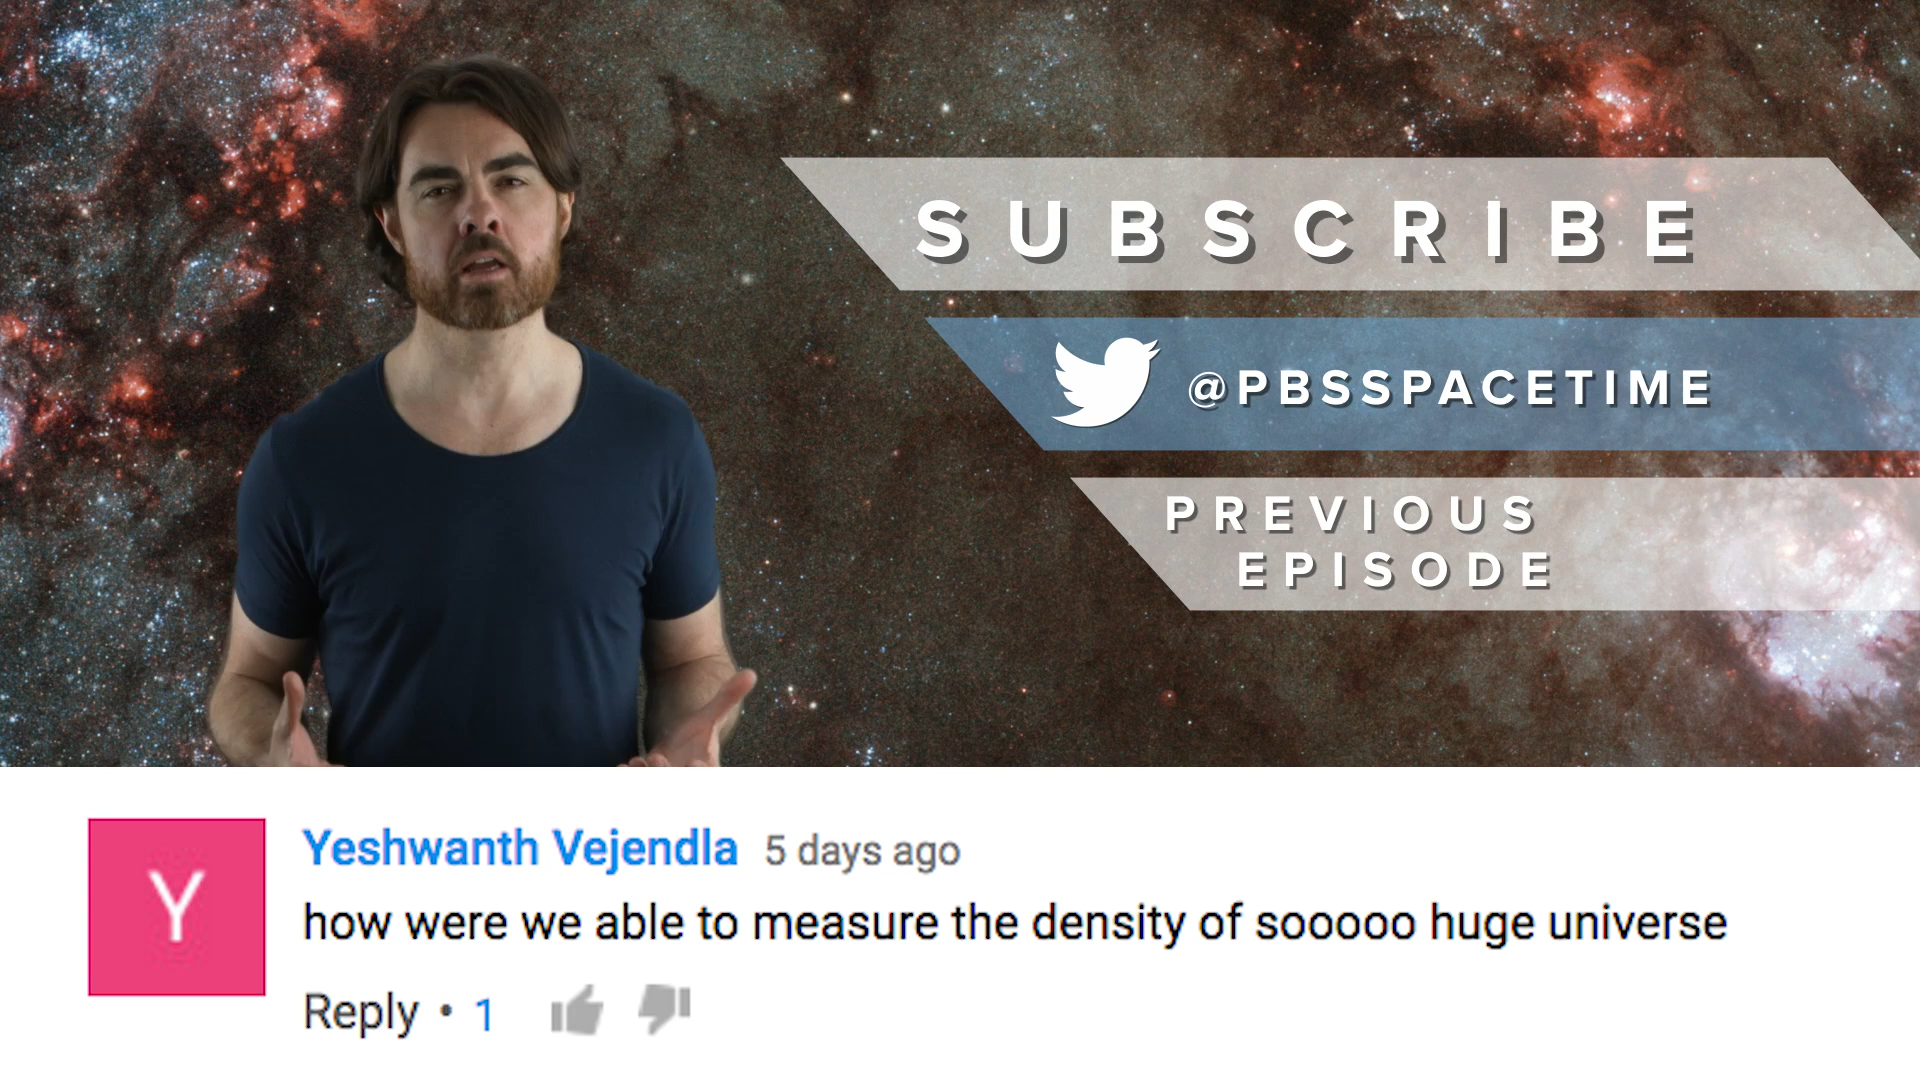 SUBSCRIBE
@PBSSPACETIME
PREVIOUS
EPISODE
Y
Yeshwanth Vejendla 5 days ago
how were we able to measure the density of sooooo huge universe
Reply • 1